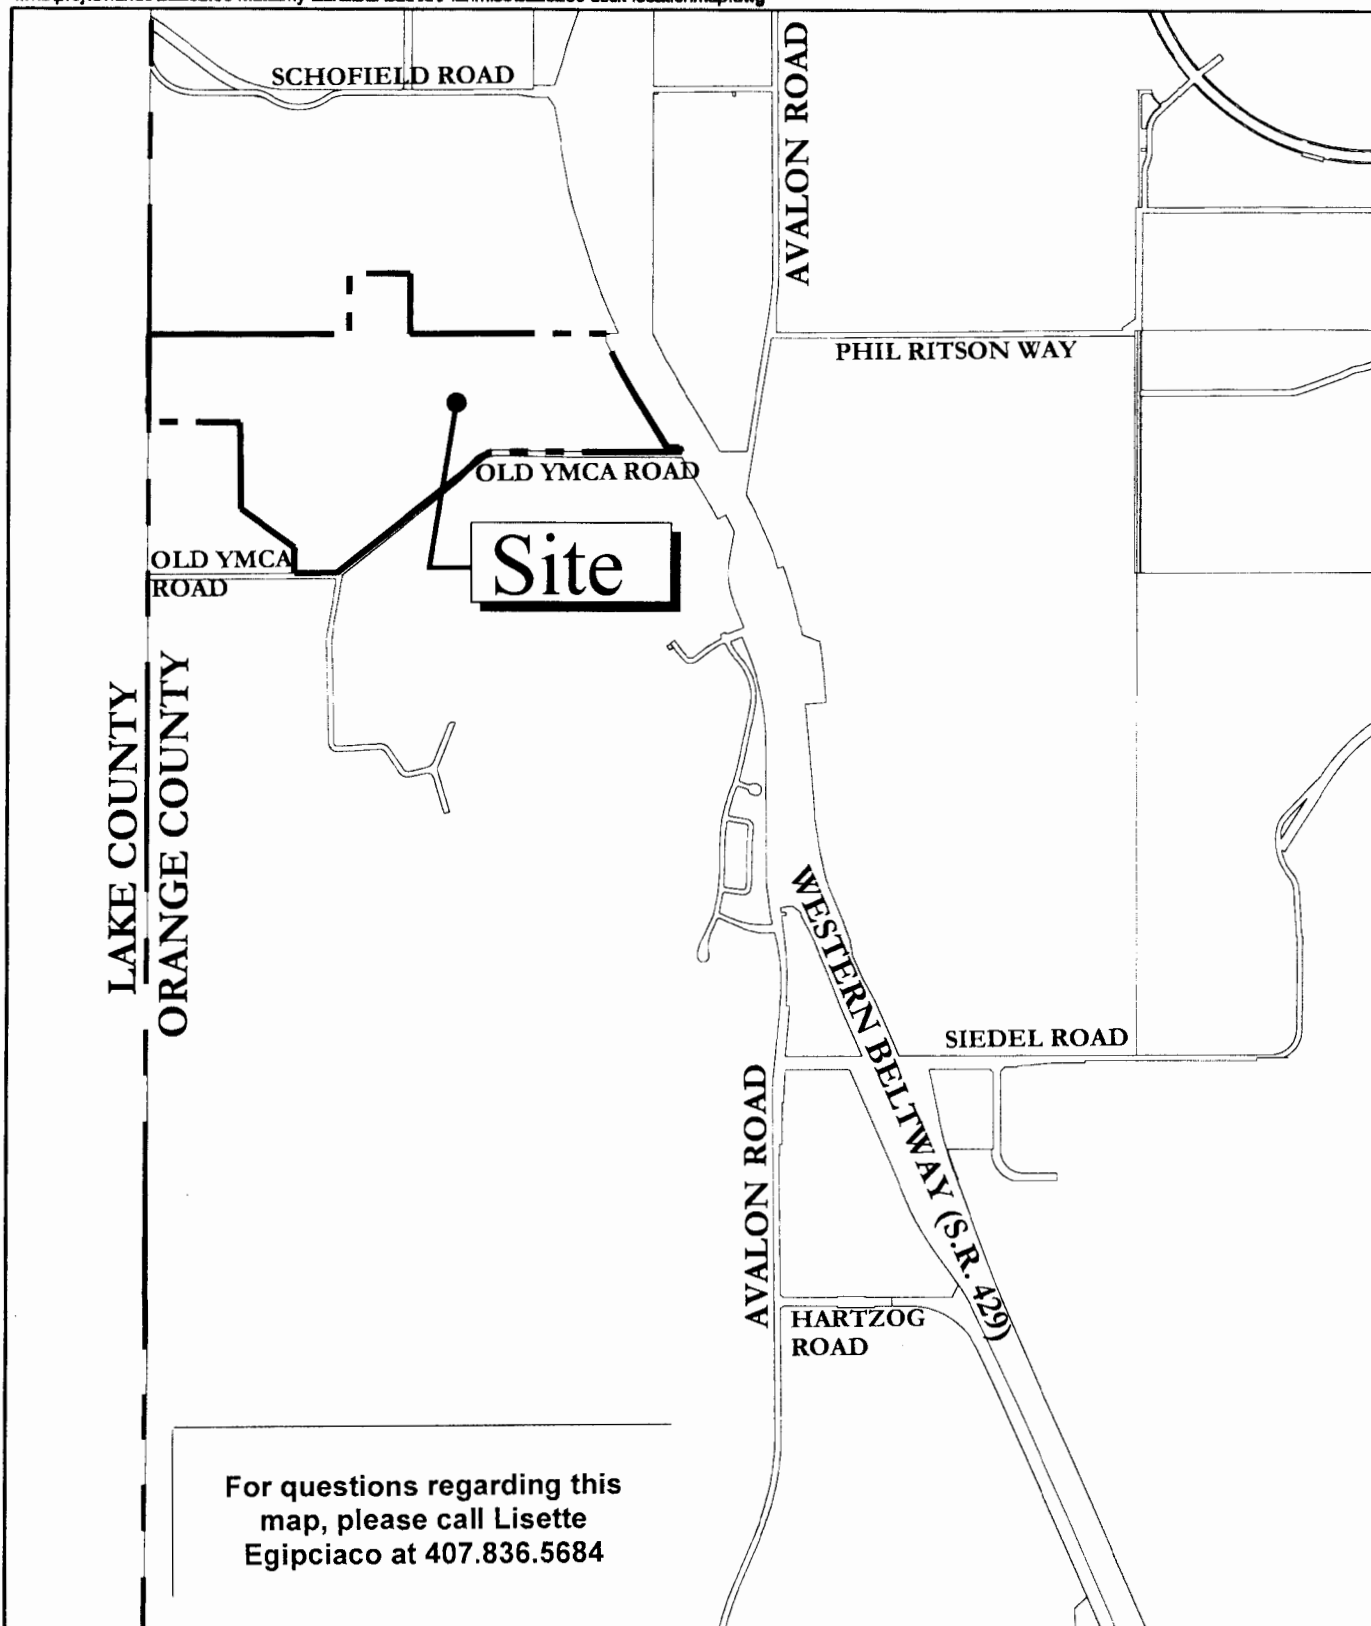 SCHOFIELD ROAD
AVALON ROAD
PHIL RITSON WAY
OLD YMCA ROAD
Site
OLD YMCA
ROAD
LAKE COUNTY
ORANGE COUNTY
WESTERN BELTWAY (S.R. 429)
SIEDEL ROAD
AVALON ROAD
HARTZOG
ROAD
For questions regarding this
map, please call Lisette
Egipciaco at 407.836.5684